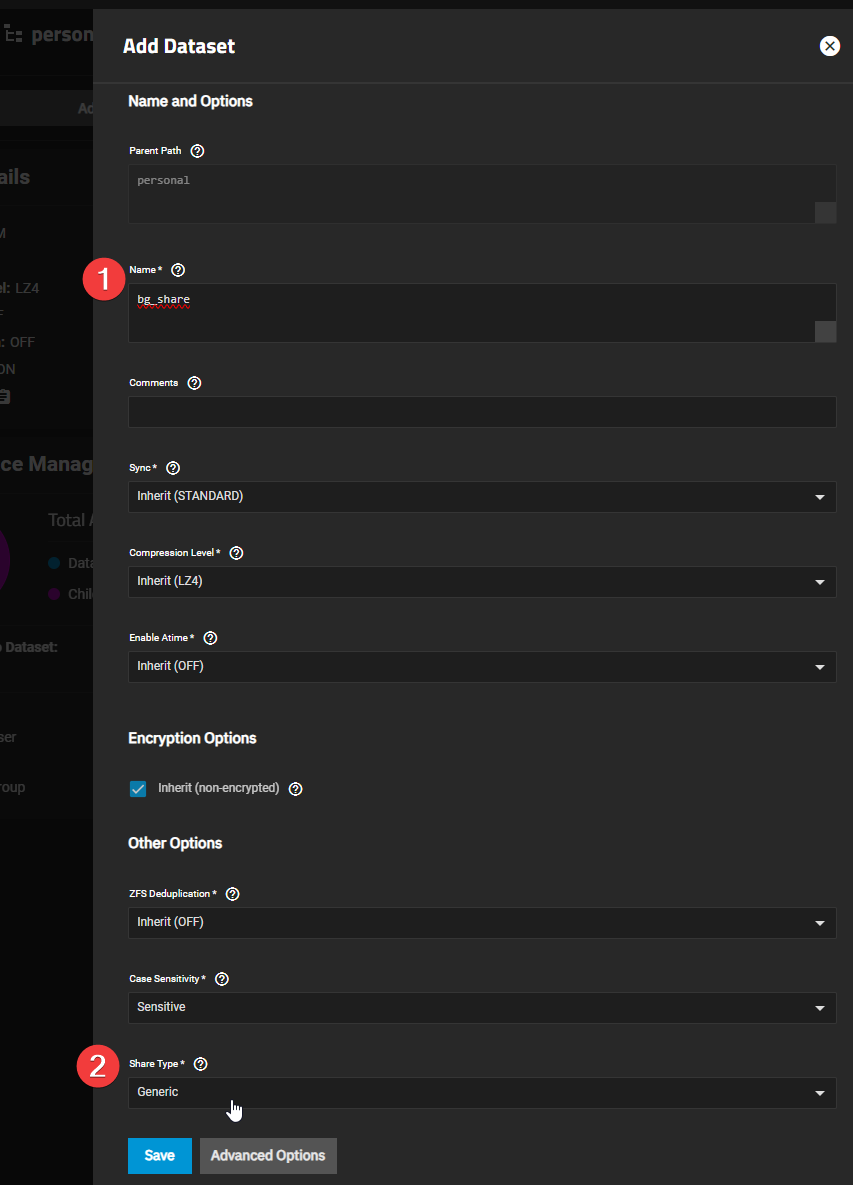 person
Add Dataset
Ad
Name and Options
Parent Path
ails
personal
M
1
Name *
el: LZ4
bg_share
F
n: OFF
ON
Comments
ce Manag
Sync *
Inherit (STANDARD)
Total A
Compression Level *
Data
Inherit (LZ4)
Chil
Enable Atime *
o Dataset:
Inherit (OFF)
ser
Encryption Options
roup
Inherit (non-encrypted)
Other Options
ZFS Deduplication *
Inherit (OFF)
Case Sensitivity *
Sensitive
2
Share Type *
Generic
Save
Advanced Options